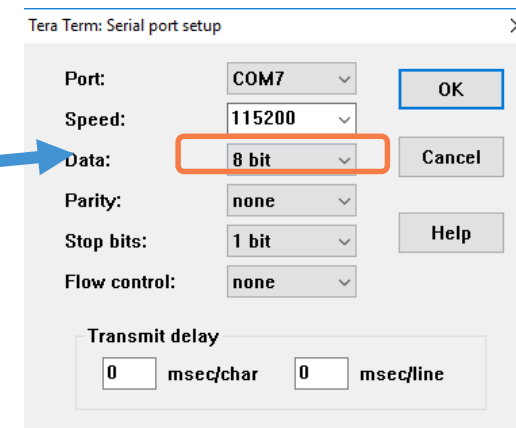 Tera Term: Serial port setup
Port: COM7 OK
Speed: 115200
Data: 8 bit Cancel
Parity: none
Stop bits: 1 bit Help
Flow control: none
Transmit delay
0 msec/char 0 msec/line